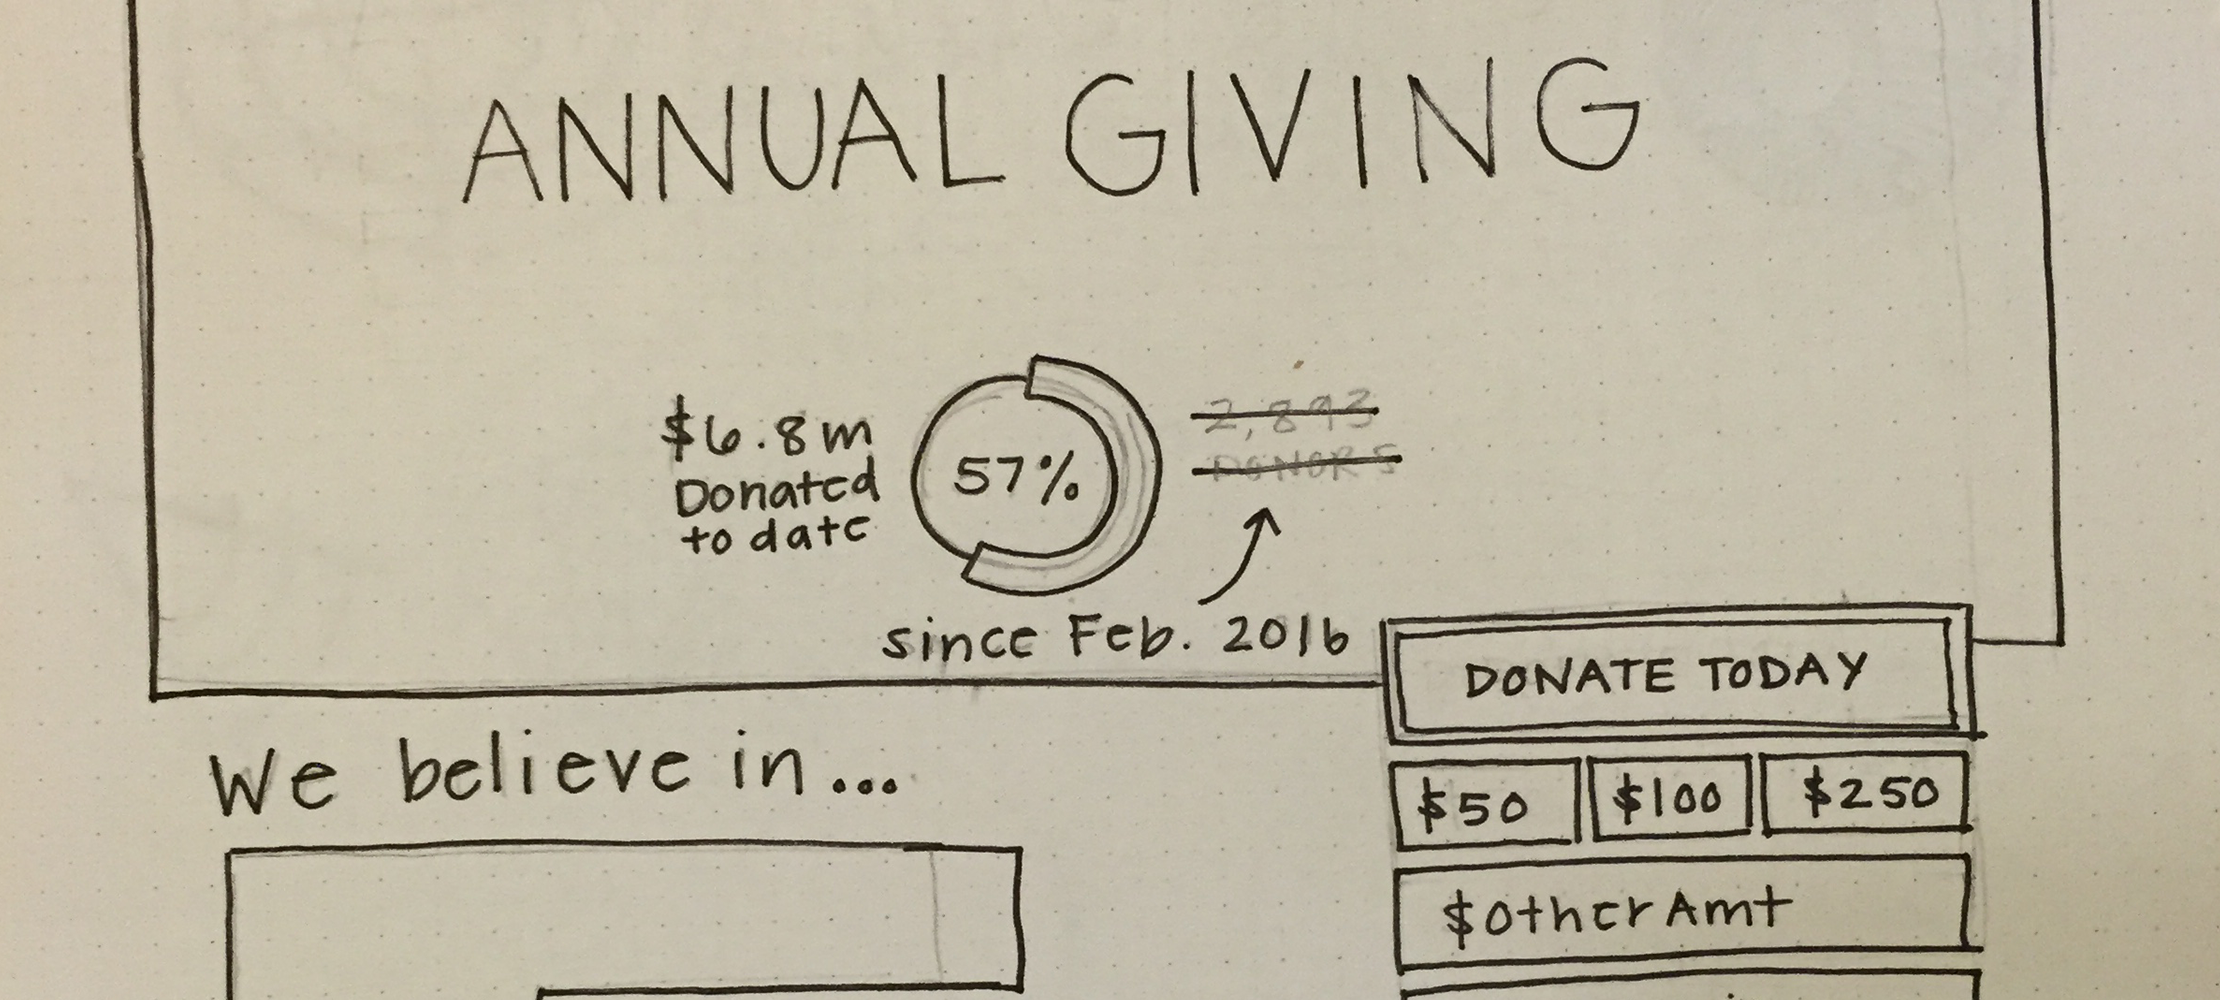 ANNUAL GIVING
$6.8m
Donated
to date
57%
2,893
DONORS
since Feb. 2016
DONATE TODAY
$50
$100
$250
$otherAmt
We believe in...